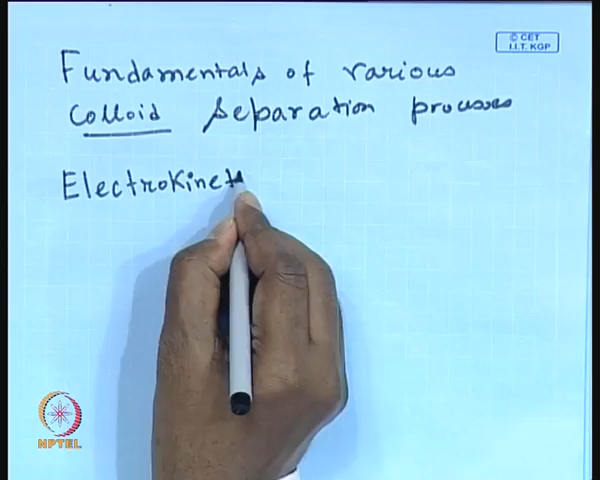 © CET
I.I.T. KGP
Fundamentals of various
Colloid Separation processes
Electrokinet
NPTEL